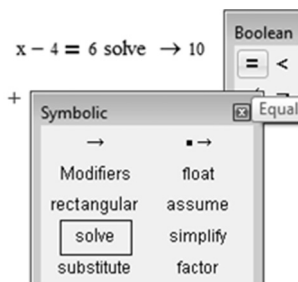 x − 4 = 6 solve → 10
Boolean
= <
Equal
Symbolic
→ ▪ →
Modifiers float
rectangular assume
solve simplify
substitute factor